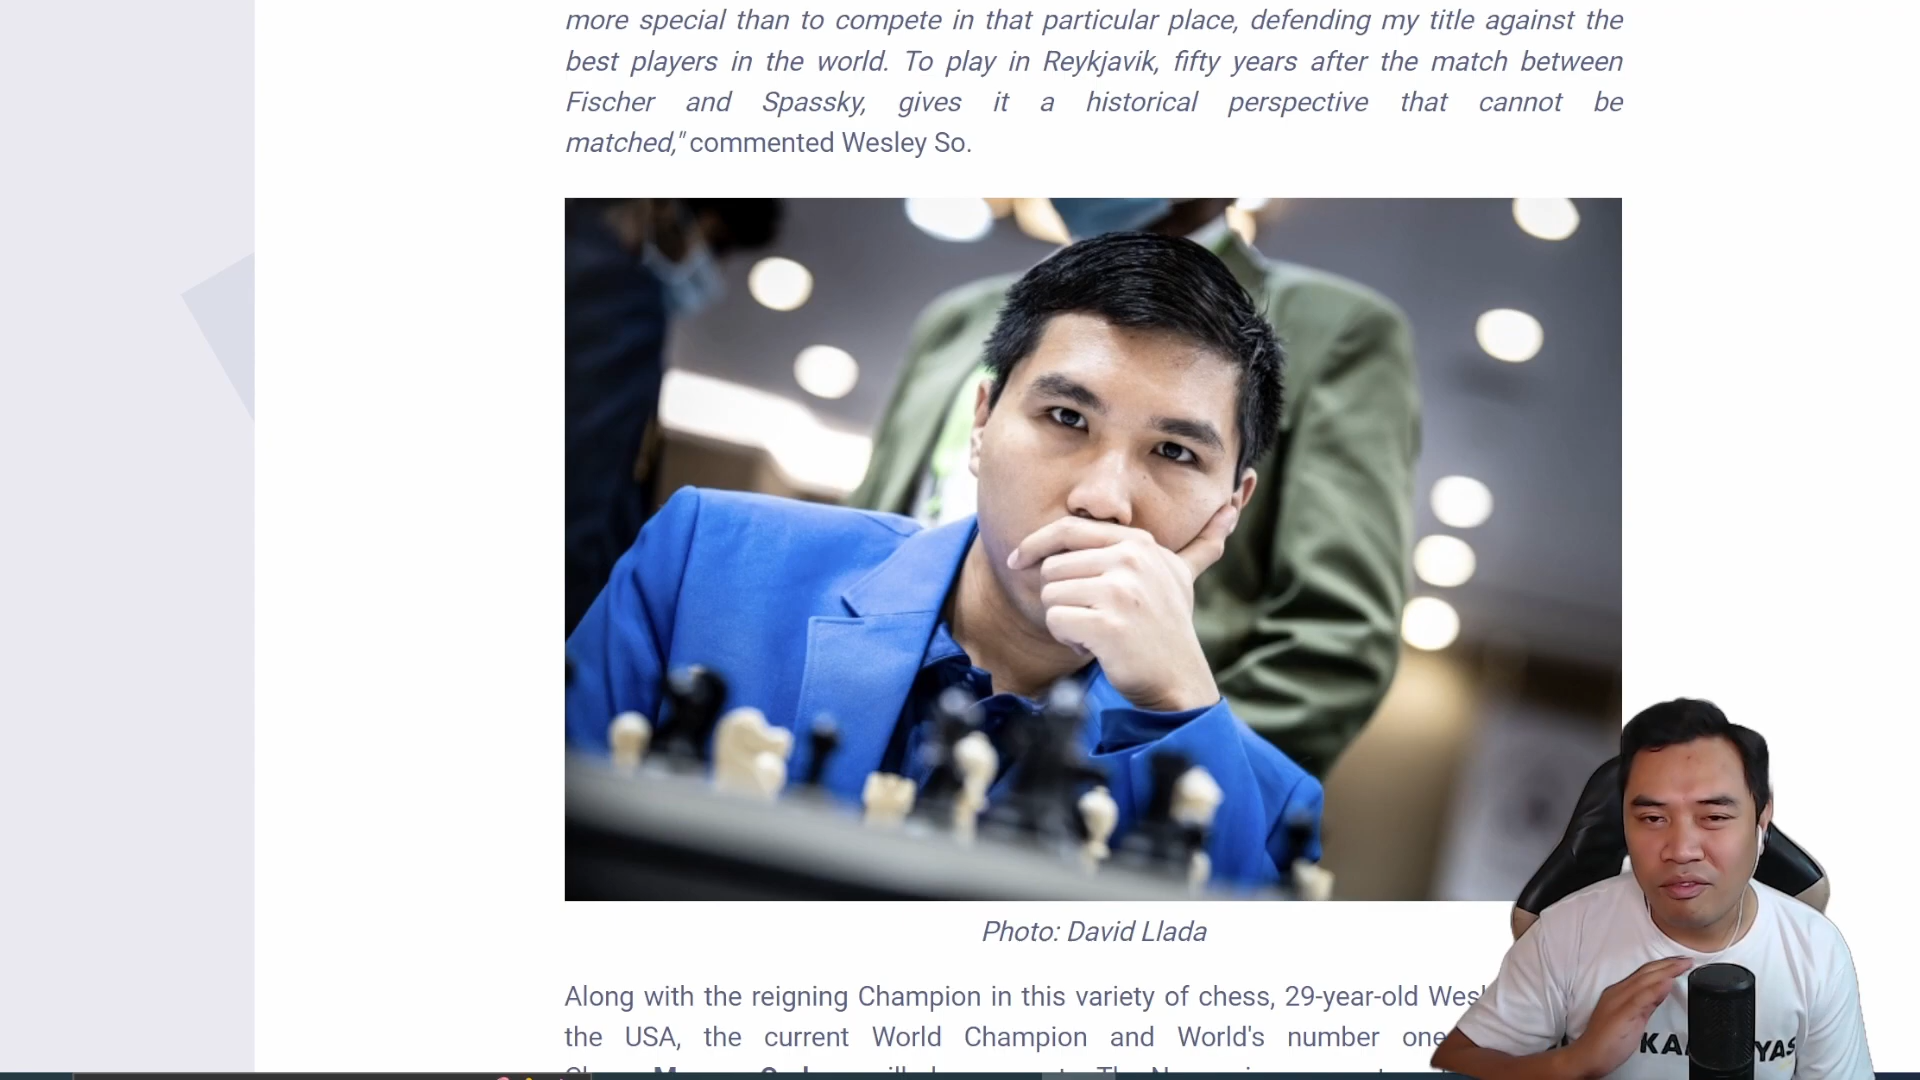 more special than to compete in that particular place, defending my title against the
best players in the world. To play in Reykjavik, fifty years after the match between
Fischer and Spassky, gives it a historical perspective that cannot be
matched," commented Wesley So.
Photo: David Llada
Along with the reigning Champion in this variety of chess, 29-year-old
the USA, the current World Champion and World's number one